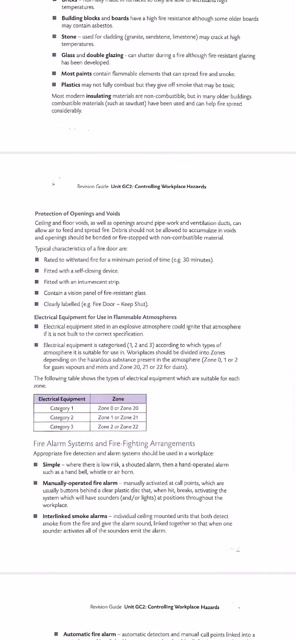 temperatures.
Building blocks and boards have a high fire resistance although some older boards
may contain asbestos.
Stone – used for cladding (granite, sandstone, limestone) may crack at high
temperatures.
Glass and double glazing – can shatter during a fire although fire-resistant glazing
has been developed.
Most paints contain flammable elements that can spread fire and smoke.
Plastics may not fully combust but they give off smoke that may be toxic.
Most modern insulating materials are non-combustible, but in many older buildings
combustible materials (such as sawdust) have been used and can help fire spread
considerably.
Revision Guide Unit GC2: Controlling Workplace Hazards
Protection of Openings and Voids
Ceiling and floor voids, as well as openings around pipe-work and ventilation ducts, can
allow air to feed and spread fire. Debris should not be allowed to accumulate in voids
and openings should be bonded or fire-stopped with non-combustible material.
Typical characteristics of a fire door are:
Rated to withstand fire for a minimum period of time (e.g. 30 minutes).
Fitted with a self-closing device.
Fitted with an intumescent strip.
Contain a vision panel of fire-resistant glass.
Clearly labelled (e.g. Fire Door – Keep Shut).
Electrical Equipment for Use in Flammable Atmospheres
Electrical equipment sited in an explosive atmosphere could ignite that atmosphere
if it is not built to the correct specification.
Electrical equipment is categorised (1, 2 and 3) according to which types of
atmosphere it is suitable for use in. Workplaces should be divided into Zones
depending on the hazardous substance present in the atmosphere (Zone 0, 1 or 2
for gases vapours and mists and Zone 20, 21 or 22 for dusts).
The following table shows the types of electrical equipment which are suitable for each
zone.
Electrical Equipment Zone
Category 1 Zone 0 or Zone 20
Category 2 Zone 1 or Zone 21
Category 3 Zone 2 or Zone 22
Fire Alarm Systems and Fire-Fighting Arrangements
Appropriate fire detection and alarm systems should be used in a workplace:
Simple – where there is low risk, a shouted alarm, then a hand-operated alarm
such as a hand bell, whistle or air horn.
Manually-operated fire alarm – manually activated at call points, which are
usually buttons behind a clear plastic disc that, when hit, breaks, activating the
system which will have sounders (and/or lights) at positions throughout the
workplace.
Interlinked smoke alarms – individual ceiling mounted units that both detect
smoke from the fire and give the alarm sound, linked together so that when one
sounder activates all of the sounders emit the alarm.
Revision Guide Unit GC2: Controlling Workplace Hazards
Automatic fire alarm – automatic detectors and manual call points linked into a